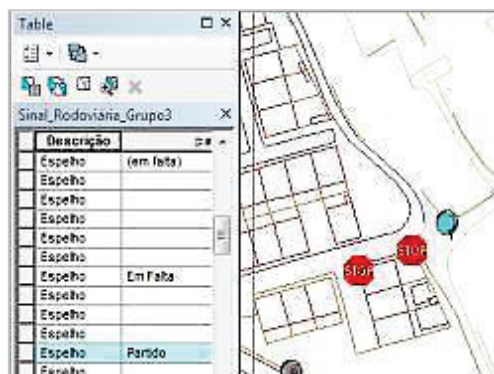 Table
Sinal_Rodoviaria_Grupo3
Descrição
Espelho (em falta)
Espelho
Espelho
Espelho
Espelho
Espelho
Espelho Em Falta
Espelho
Espelho
Espelho
Espelho Partido
Espelho
STOP
STOP